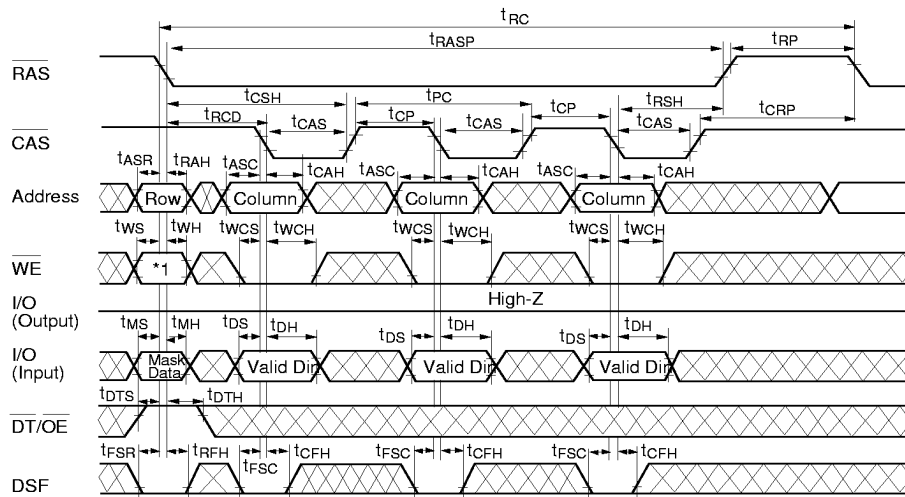 tRC
tRASP tRP
RAS
tCSH tPC tRSH
tRCD tCAS tCP tCAS tCP tCAS tCRP
CAS
tASR tRAH tASC tCAH tASC tCAH tASC tCAH
Address Row Column Column Column
tWS tWH tWCS tWCH tWCS tWCH tWCS tWCH
WE *1
I/O
(Output) High-Z
tMS tMH tDS tDH tDS tDH tDS tDH
I/O
(Input) Mask Data Valid Din Valid Din Valid Din
tDTS tDTH
DT/OE
tFSR tRFH tFSC tCFH tFSC tCFH tFSC tCFH
DSF